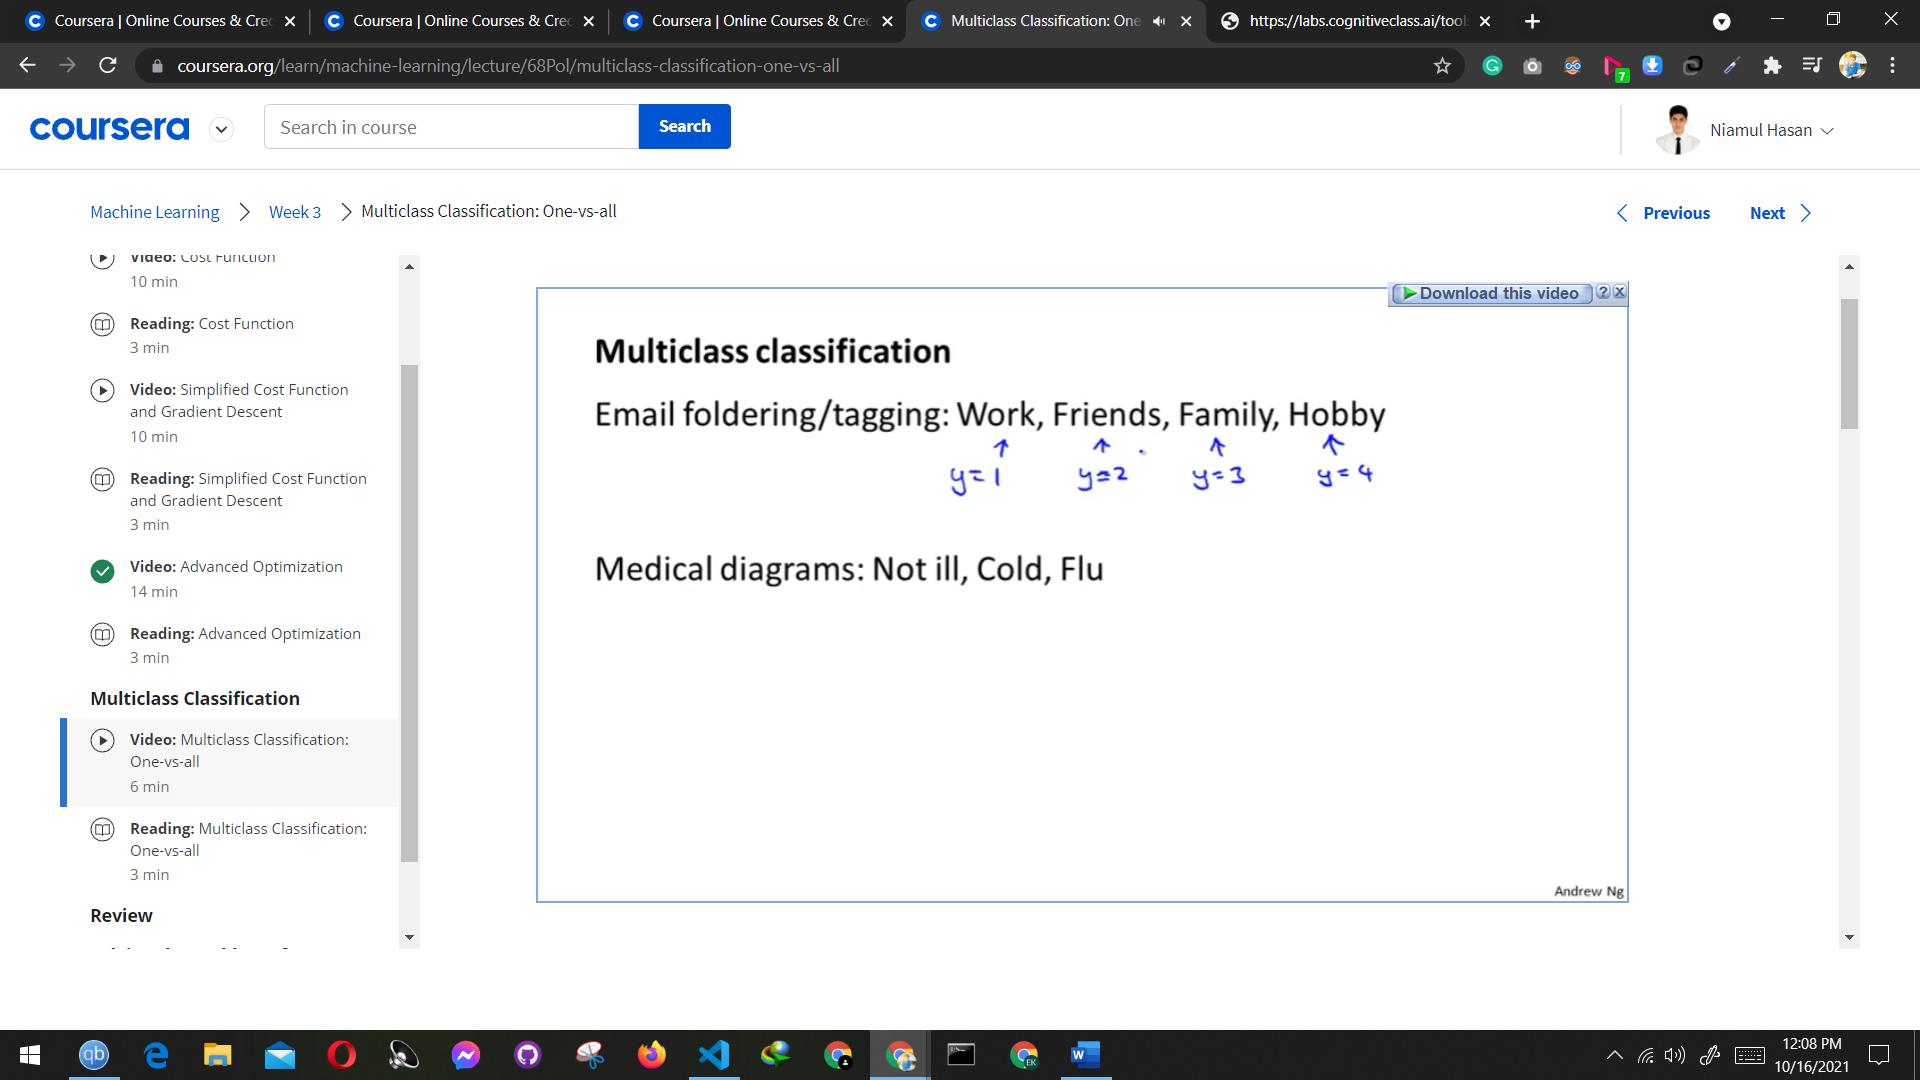 Coursera | Online Courses & Cre
Coursera | Online Courses & Cre
Coursera | Online Courses & Cre
Multiclass Classification: One
https://labs.cognitiveclass.ai/tool
coursera.org/learn/machine-learning/lecture/68Pol/multiclass-classification-one-vs-all
7
coursera
Search in course
Search
Niamul Hasan
Machine Learning
Week 3
Multiclass Classification: One-vs-all
Previous
Next
Video: Cost Function
10 min
Reading: Cost Function
3 min
Video: Simplified Cost Function
and Gradient Descent
10 min
Reading: Simplified Cost Function
and Gradient Descent
3 min
Video: Advanced Optimization
14 min
Reading: Advanced Optimization
3 min
Multiclass Classification
Video: Multiclass Classification:
One-vs-all
6 min
Reading: Multiclass Classification:
One-vs-all
3 min
Review
Download this video
? X
Multiclass classification
Email foldering/tagging: Work, Friends, Family, Hobby
y=1 y=2 y=3 y=4
Medical diagrams: Not ill, Cold, Flu
Andrew Ng
qb
EK
W
12:08 PM
10/16/2021